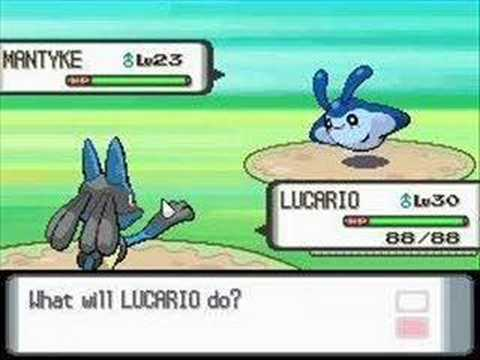 MANTYKE ♂Lv23
HP
LUCARIO ♂Lv30
HP
88/88
What will LUCARIO do?